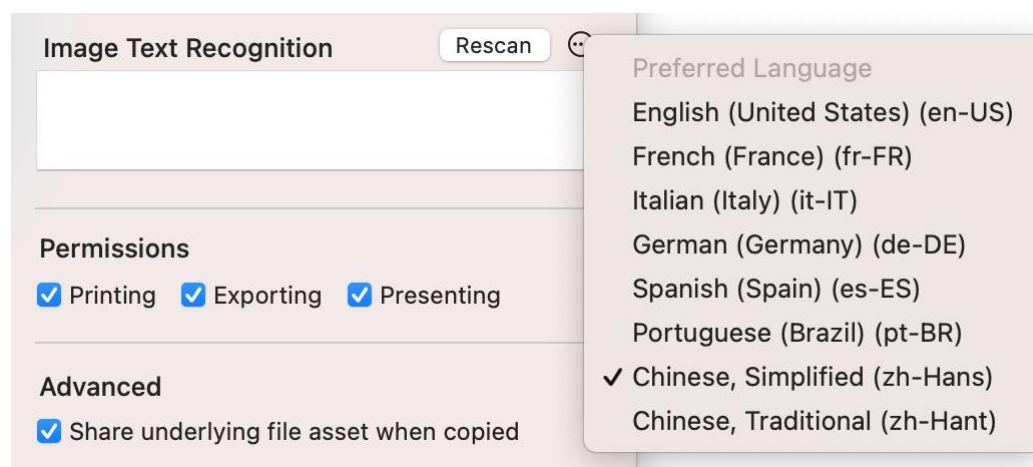 Image Text Recognition
Rescan
Permissions
Printing Exporting Presenting
Advanced
Share underlying file asset when copied
Preferred Language
English (United States) (en-US)
French (France) (fr-FR)
Italian (Italy) (it-IT)
German (Germany) (de-DE)
Spanish (Spain) (es-ES)
Portuguese (Brazil) (pt-BR)
Chinese, Simplified (zh-Hans)
Chinese, Traditional (zh-Hant)